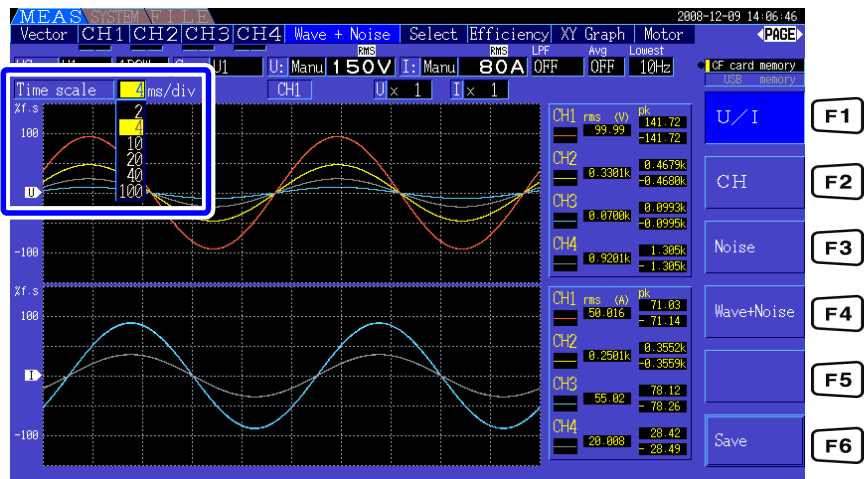 MEAS SYSTEM FILE 2008-12-09 14:06:46
Vector CH1 CH2 CH3 CH4 Wave + Noise Select Efficiency XY Graph Motor PAGE
RMS RMS LPF Avg Lowest
U1 U: Manu 150V I: Manu 80A OFF OFF 10Hz CF card memory
USB memory
Time scale 4 ms/div CH1 U× 1 I× 1
2
4
10
20
40
100
%f.s
100
U
-100
CH1 rms (V) pk
99.99 141.72
-141.72
CH2 0.4679k
0.3301k -0.4680k
CH3 0.0993k
0.0700k -0.0995k
CH4 1.305k
0.9201k - 1.305k
%f.s
100
I
-100
CH1 rms (A) pk
50.016 71.03
- 71.14
CH2 0.3552k
0.2501k -0.3559k
CH3 78.12
55.02 - 78.26
CH4 28.42
20.008 - 28.49
U/I F1
CH F2
Noise F3
Wave+Noise F4
F5
Save F6